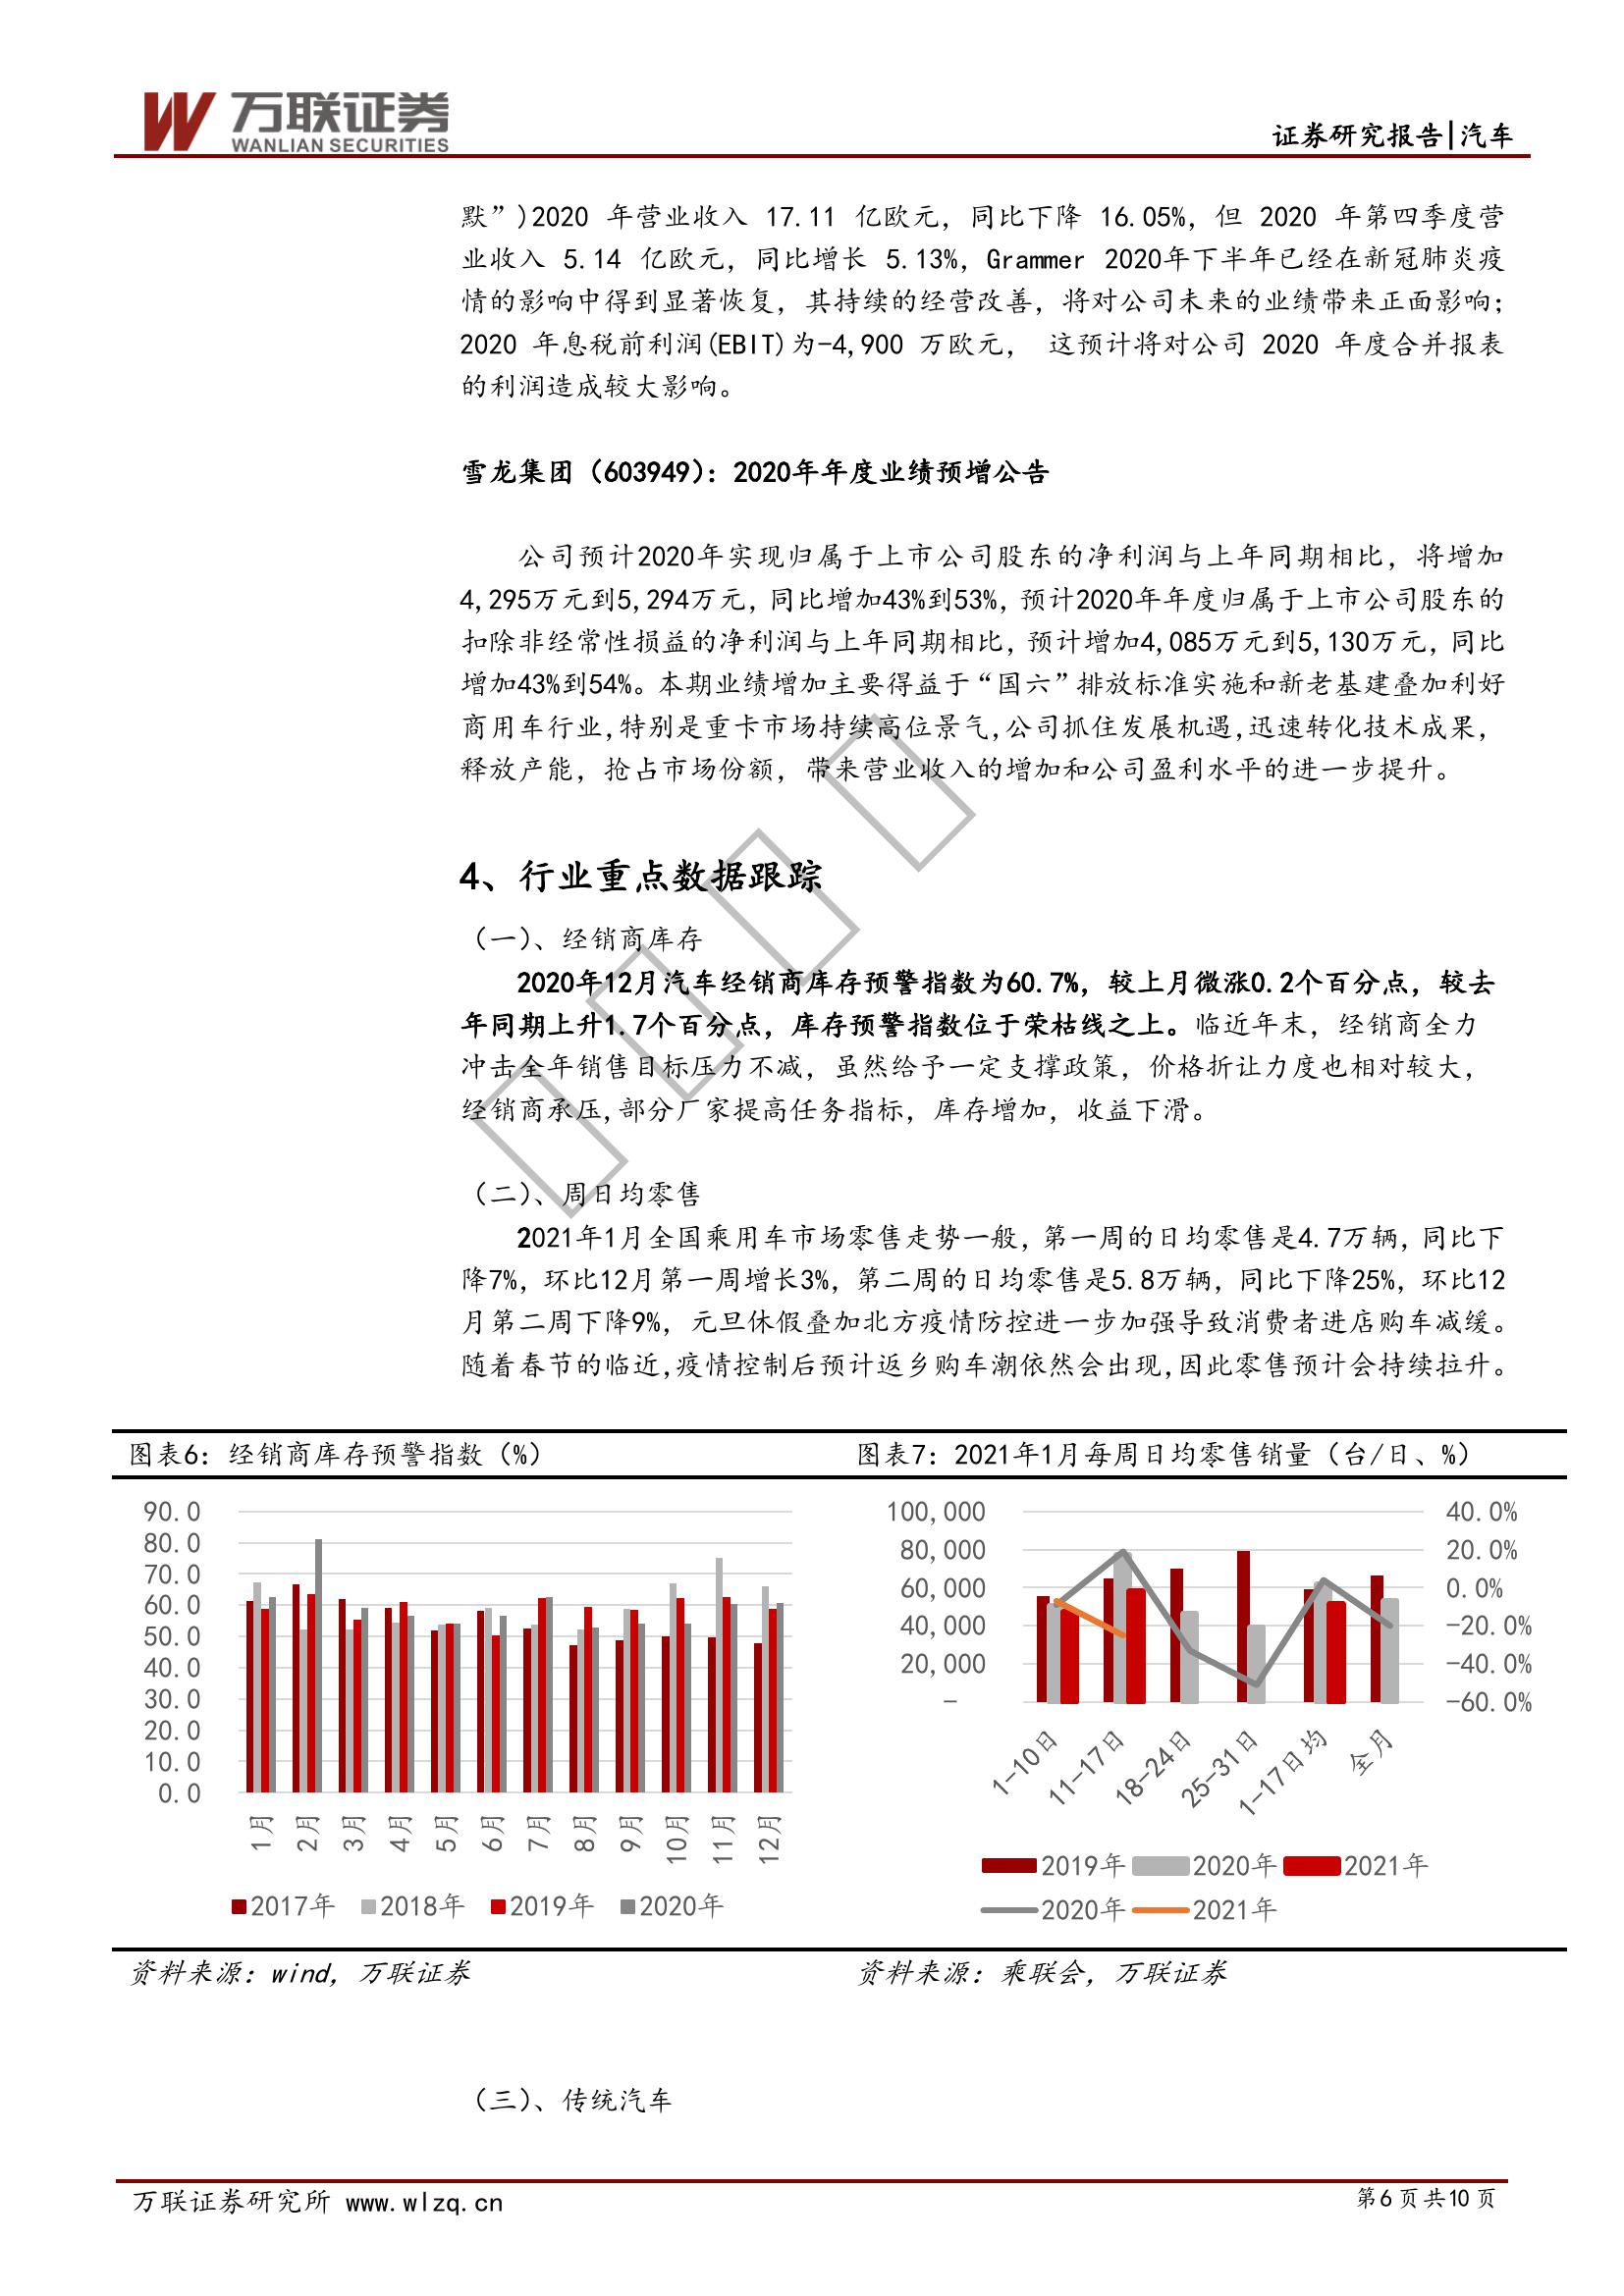 万联证券
WANLIAN SECURITIES
证券研究报告|汽车
默”)2020 年营业收入 17.11 亿欧元，同比下降 16.05%，但 2020 年第四季度营
业收入 5.14 亿欧元，同比增长 5.13%，Grammer 2020年下半年已经在新冠肺炎疫
情的影响中得到显著恢复，其持续的经营改善，将对公司未来的业绩带来正面影响；
2020 年息税前利润(EBIT)为-4,900 万欧元， 这预计将对公司 2020 年度合并报表
的利润造成较大影响。
雪龙集团（603949）：2020年年度业绩预增公告
公司预计2020年实现归属于上市公司股东的净利润与上年同期相比，将增加
4,295万元到5,294万元，同比增加43%到53%，预计2020年年度归属于上市公司股东的
扣除非经常性损益的净利润与上年同期相比，预计增加4,085万元到5,130万元，同比
增加43%到54%。本期业绩增加主要得益于“国六”排放标准实施和新老基建叠加利好
商用车行业,特别是重卡市场持续高位景气,公司抓住发展机遇,迅速转化技术成果，
释放产能，抢占市场份额，带来营业收入的增加和公司盈利水平的进一步提升。
4、行业重点数据跟踪
（一）、经销商库存
2020年12月汽车经销商库存预警指数为60.7%，较上月微涨0.2个百分点，较去
年同期上升1.7个百分点，库存预警指数位于荣枯线之上。临近年末，经销商全力
冲击全年销售目标压力不减，虽然给予一定支撑政策，价格折让力度也相对较大，
经销商承压,部分厂家提高任务指标，库存增加，收益下滑。
（二）、周日均零售
2021年1月全国乘用车市场零售走势一般，第一周的日均零售是4.7万辆，同比下
降7%，环比12月第一周增长3%，第二周的日均零售是5.8万辆，同比下降25%，环比12
月第二周下降9%，元旦休假叠加北方疫情防控进一步加强导致消费者进店购车减缓。
随着春节的临近,疫情控制后预计返乡购车潮依然会出现,因此零售预计会持续拉升。
图表6：经销商库存预警指数（%）
90.0
80.0
70.0
60.0
50.0
40.0
30.0
20.0
10.0
0.0
1月 2月 3月 4月 5月 6月 7月 8月 9月 10月 11月 12月
2017年 2018年 2019年 2020年
资料来源：wind，万联证券
图表7：2021年1月每周日均零售销量（台/日、%）
100,000
80,000
60,000
40,000
20,000
-
40.0%
20.0%
0.0%
-20.0%
-40.0%
-60.0%
1-10日 11-17日 18-24日 25-31日 1-17日均 全月
2019年 2020年 2021年
2020年 2021年
资料来源：乘联会，万联证券
（三）、传统汽车
万联证券研究所 www.wlzq.cn
第6页共10页